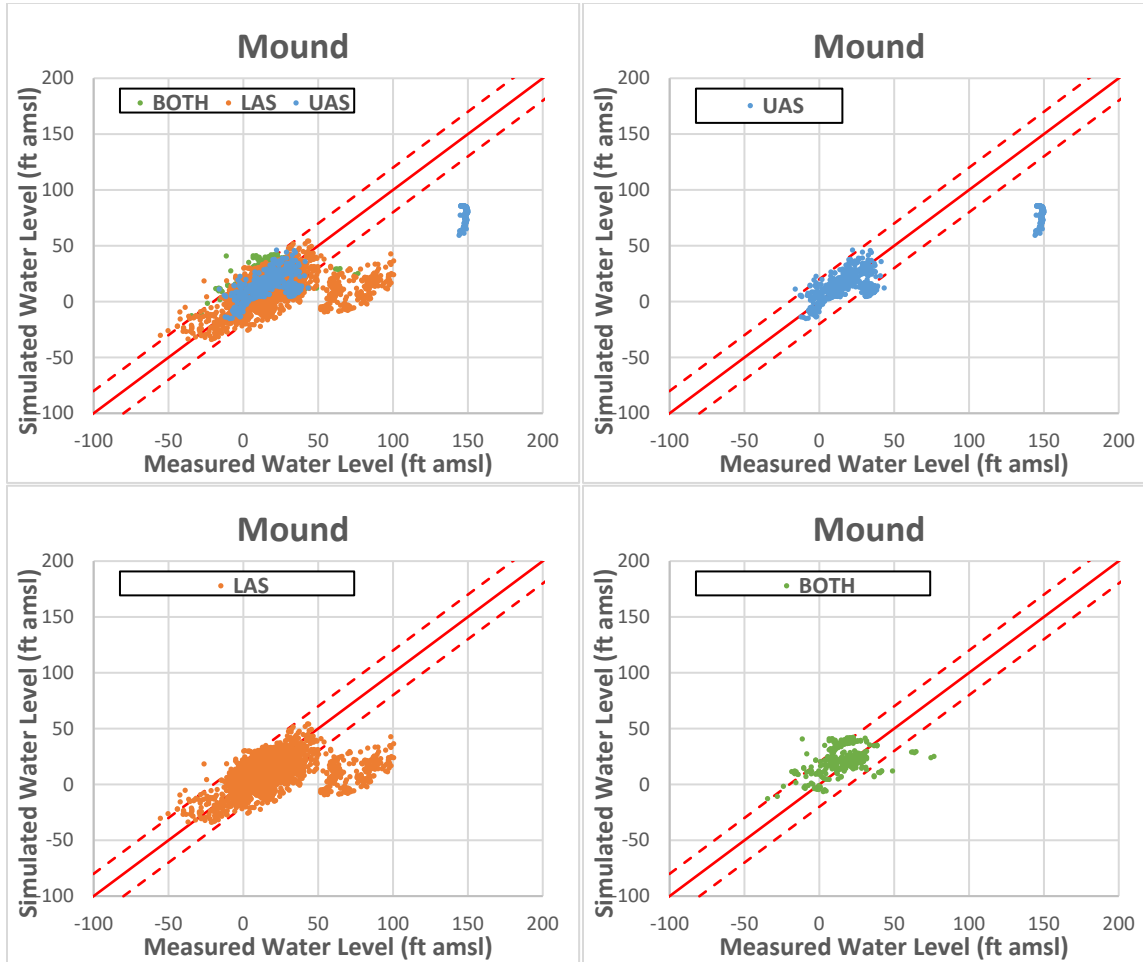 Mound
Simulated Water Level (ft amsl)
200
150
100
50
0
-50
-100
BOTH LAS UAS
-100 -50 0 50 100 150 200
Measured Water Level (ft amsl)
Mound
Simulated Water Level (ft amsl)
200
150
100
50
0
-50
-100
UAS
-100 -50 0 50 100 150 200
Measured Water Level (ft amsl)
Mound
Simulated Water Level (ft amsl)
200
150
100
50
0
-50
-100
LAS
-100 -50 0 50 100 150 200
Measured Water Level (ft amsl)
Mound
Simulated Water Level (ft amsl)
200
150
100
50
0
-50
-100
BOTH
-100 -50 0 50 100 150 200
Measured Water Level (ft amsl)